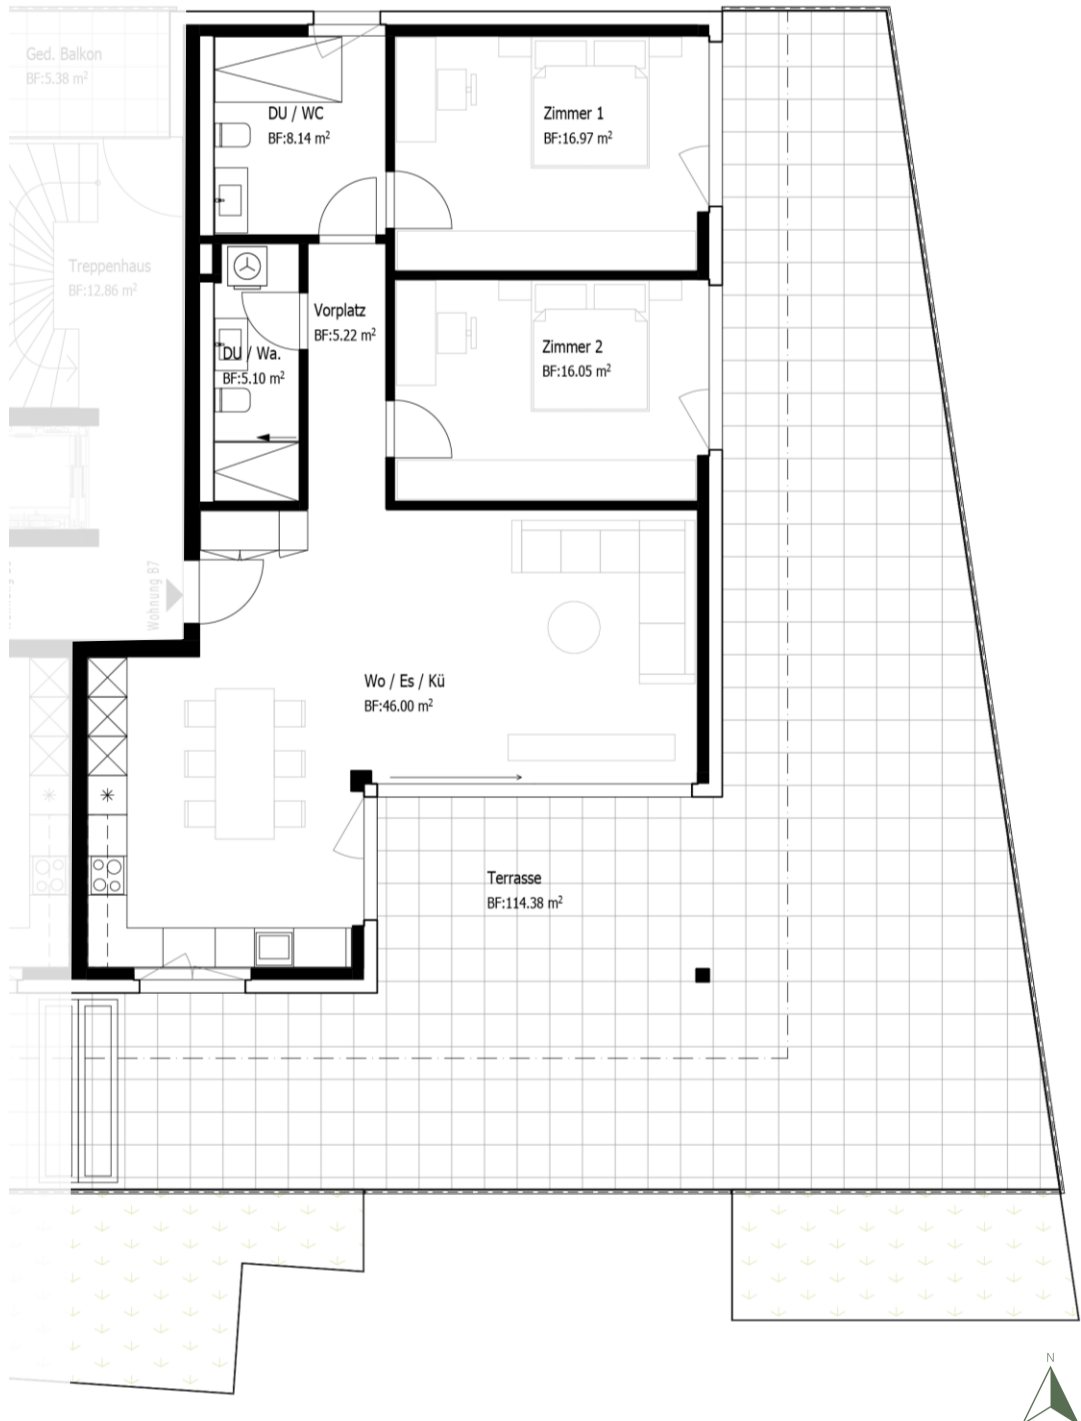 Ged. Balkon
BF:5.38 m²
DU / WC
BF:8.14 m²
Zimmer 1
BF:16.97 m²
Treppenhaus
BF:12.86 m²
Vorplatz
BF:5.22 m²
DU / Wa.
BF:5.10 m²
Zimmer 2
BF:16.05 m²
Wohnung B7
Wo / Es / Kü
BF:46.00 m²
Terrasse
BF:114.38 m²
N